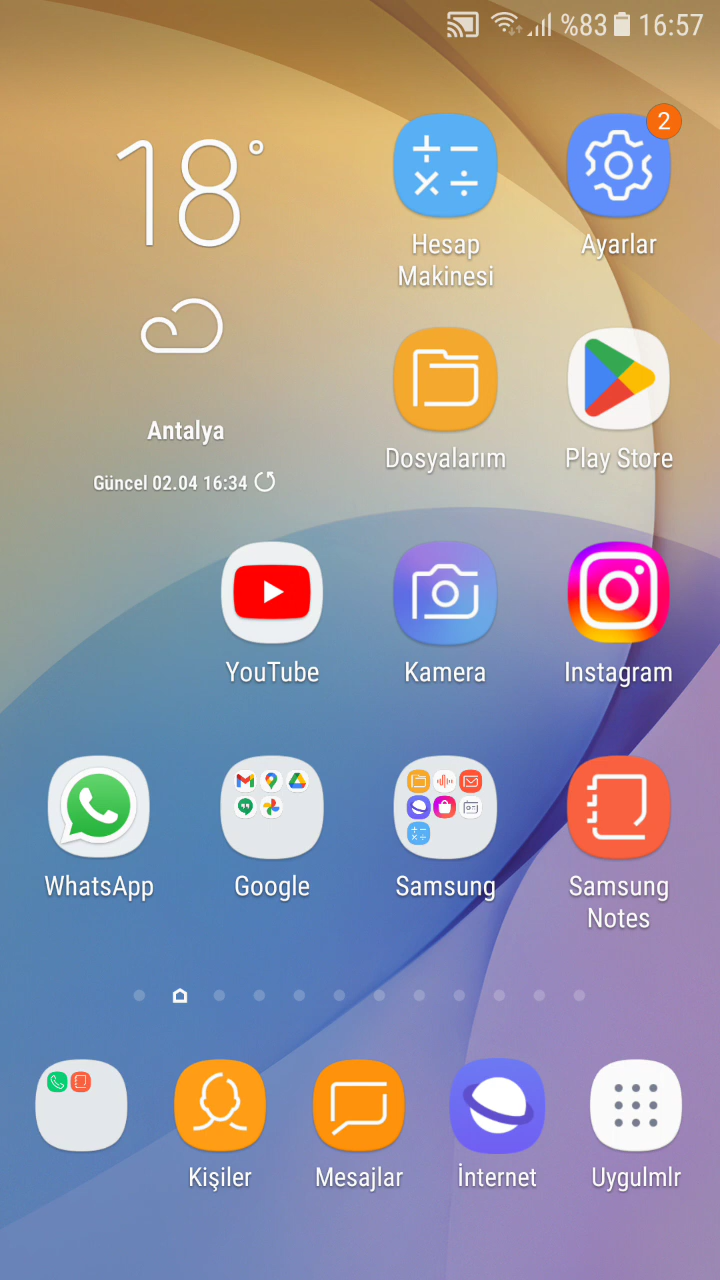 %83 16:57
18°
2
Hesap
Makinesi
Ayarlar
Antalya
Güncel 02.04 16:34
Dosyalarım
Play Store
YouTube
Kamera
Instagram
WhatsApp
Google
Samsung
Samsung
Notes
Kişiler
Mesajlar
İnternet
Uygulmlr